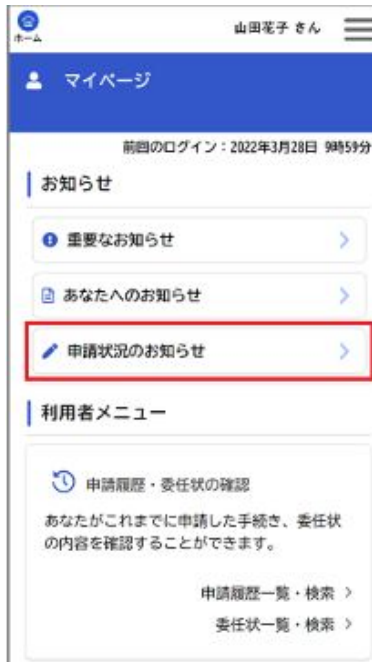 ホーム
山田花子 さん
マイページ
前回のログイン：2022年3月28日 9時59分
お知らせ
重要なお知らせ
あなたへのお知らせ
申請状況のお知らせ
利用者メニュー
申請履歴・委任状の確認
あなたがこれまでに申請した手続き、委任状
の内容を確認することができます。
申請履歴一覧・検索
委任状一覧・検索